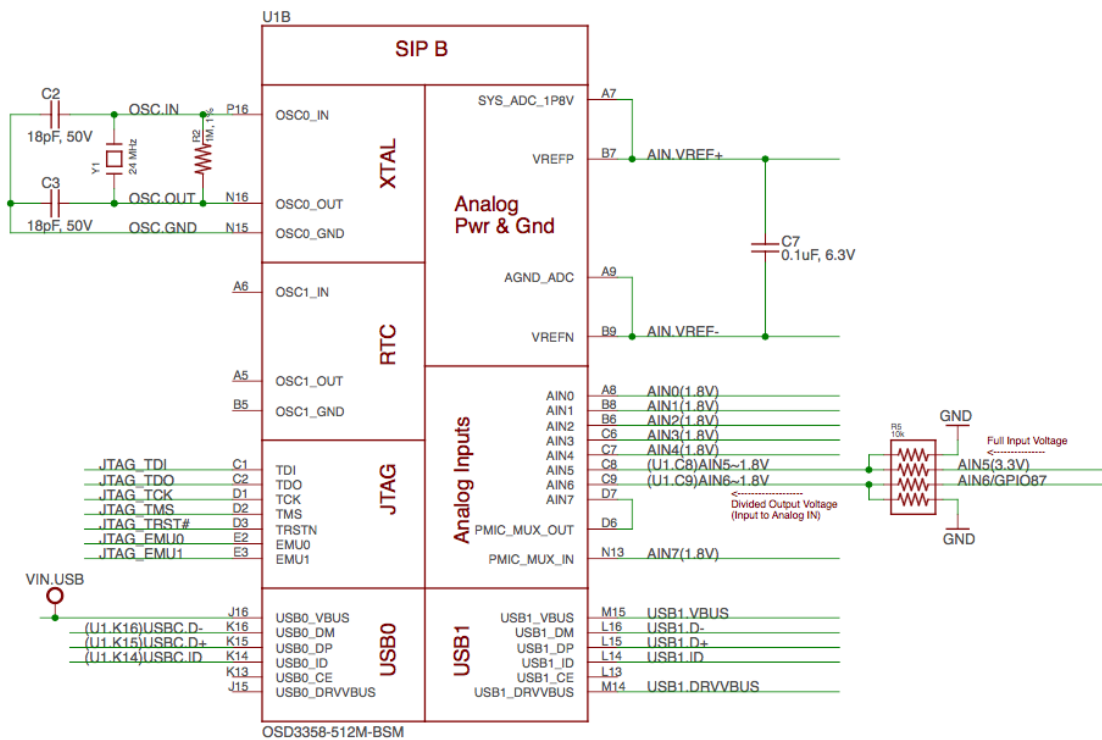 U1B
SIP B
C2
18pF, 50V
OSC.IN
P16
OSC0_IN
Y1
24 MHz
R2
1M, 1%
XTAL
C3
18pF, 50V
OSC.OUT
N16
OSC0_OUT
OSC.GND
N15
OSC0_GND
A6
OSC1_IN
RTC
A5
OSC1_OUT
B5
OSC1_GND
JTAG_TDI C1 TDI
JTAG_TDO C2 TDO
JTAG_TCK D1 TCK
JTAG_TMS D2 TMS
JTAG_TRST# D3 TRSTN
JTAG_EMU0 E2 EMU0
JTAG_EMU1 E3 EMU1
JTAG
VIN.USB
J16 USB0_VBUS
(U1.K16)USBC.D- K16 USB0_DM
(U1.K15)USBC.D+ K15 USB0_DP
(U1.K14)USBC.ID K14 USB0_ID
K13 USB0_CE
J15 USB0_DRVVBUS
USB0
SYS_ADC_1P8V A7
VREFP B7 AIN.VREF+
Analog
Pwr & Gnd
C7
0.1uF, 6.3V
AGND_ADC A9
VREFN B9 AIN.VREF-
Analog Inputs
AIN0 A8 AIN0(1.8V)
AIN1 B8 AIN1(1.8V)
AIN2 B6 AIN2(1.8V)
AIN3 C6 AIN3(1.8V)
AIN4 C7 AIN4(1.8V)
AIN5 C8 (U1.C8)AIN5~1.8V
AIN6 C9 (U1.C9)AIN6~1.8V
AIN7 D7
PMIC_MUX_OUT D6
PMIC_MUX_IN N13 AIN7(1.8V)
Divided Output Voltage
(Input to Analog IN)
R5
10k
GND
Full Input Voltage
AIN5(3.3V)
AIN6/GPIO87
GND
USB1
USB1_VBUS M15 USB1.VBUS
USB1_DM L16 USB1.D-
USB1_DP L15 USB1.D+
USB1_ID L14 USB1.ID
USB1_CE L13
USB1_DRVVBUS M14 USB1.DRVVBUS
OSD3358-512M-BSM